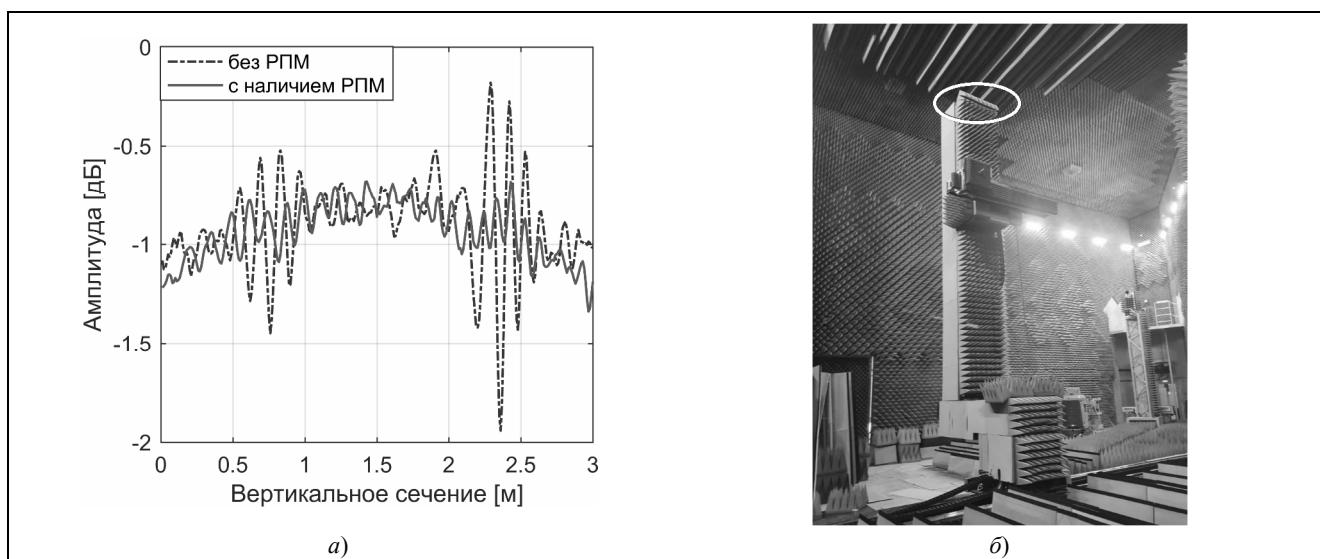 без РПМ
с наличием РПМ
0
-0.5
-1
-1.5
-2
Амплитуда [дБ]
0 0.5 1 1.5 2 2.5 3
Вертикальное сечение [м]
а) б)